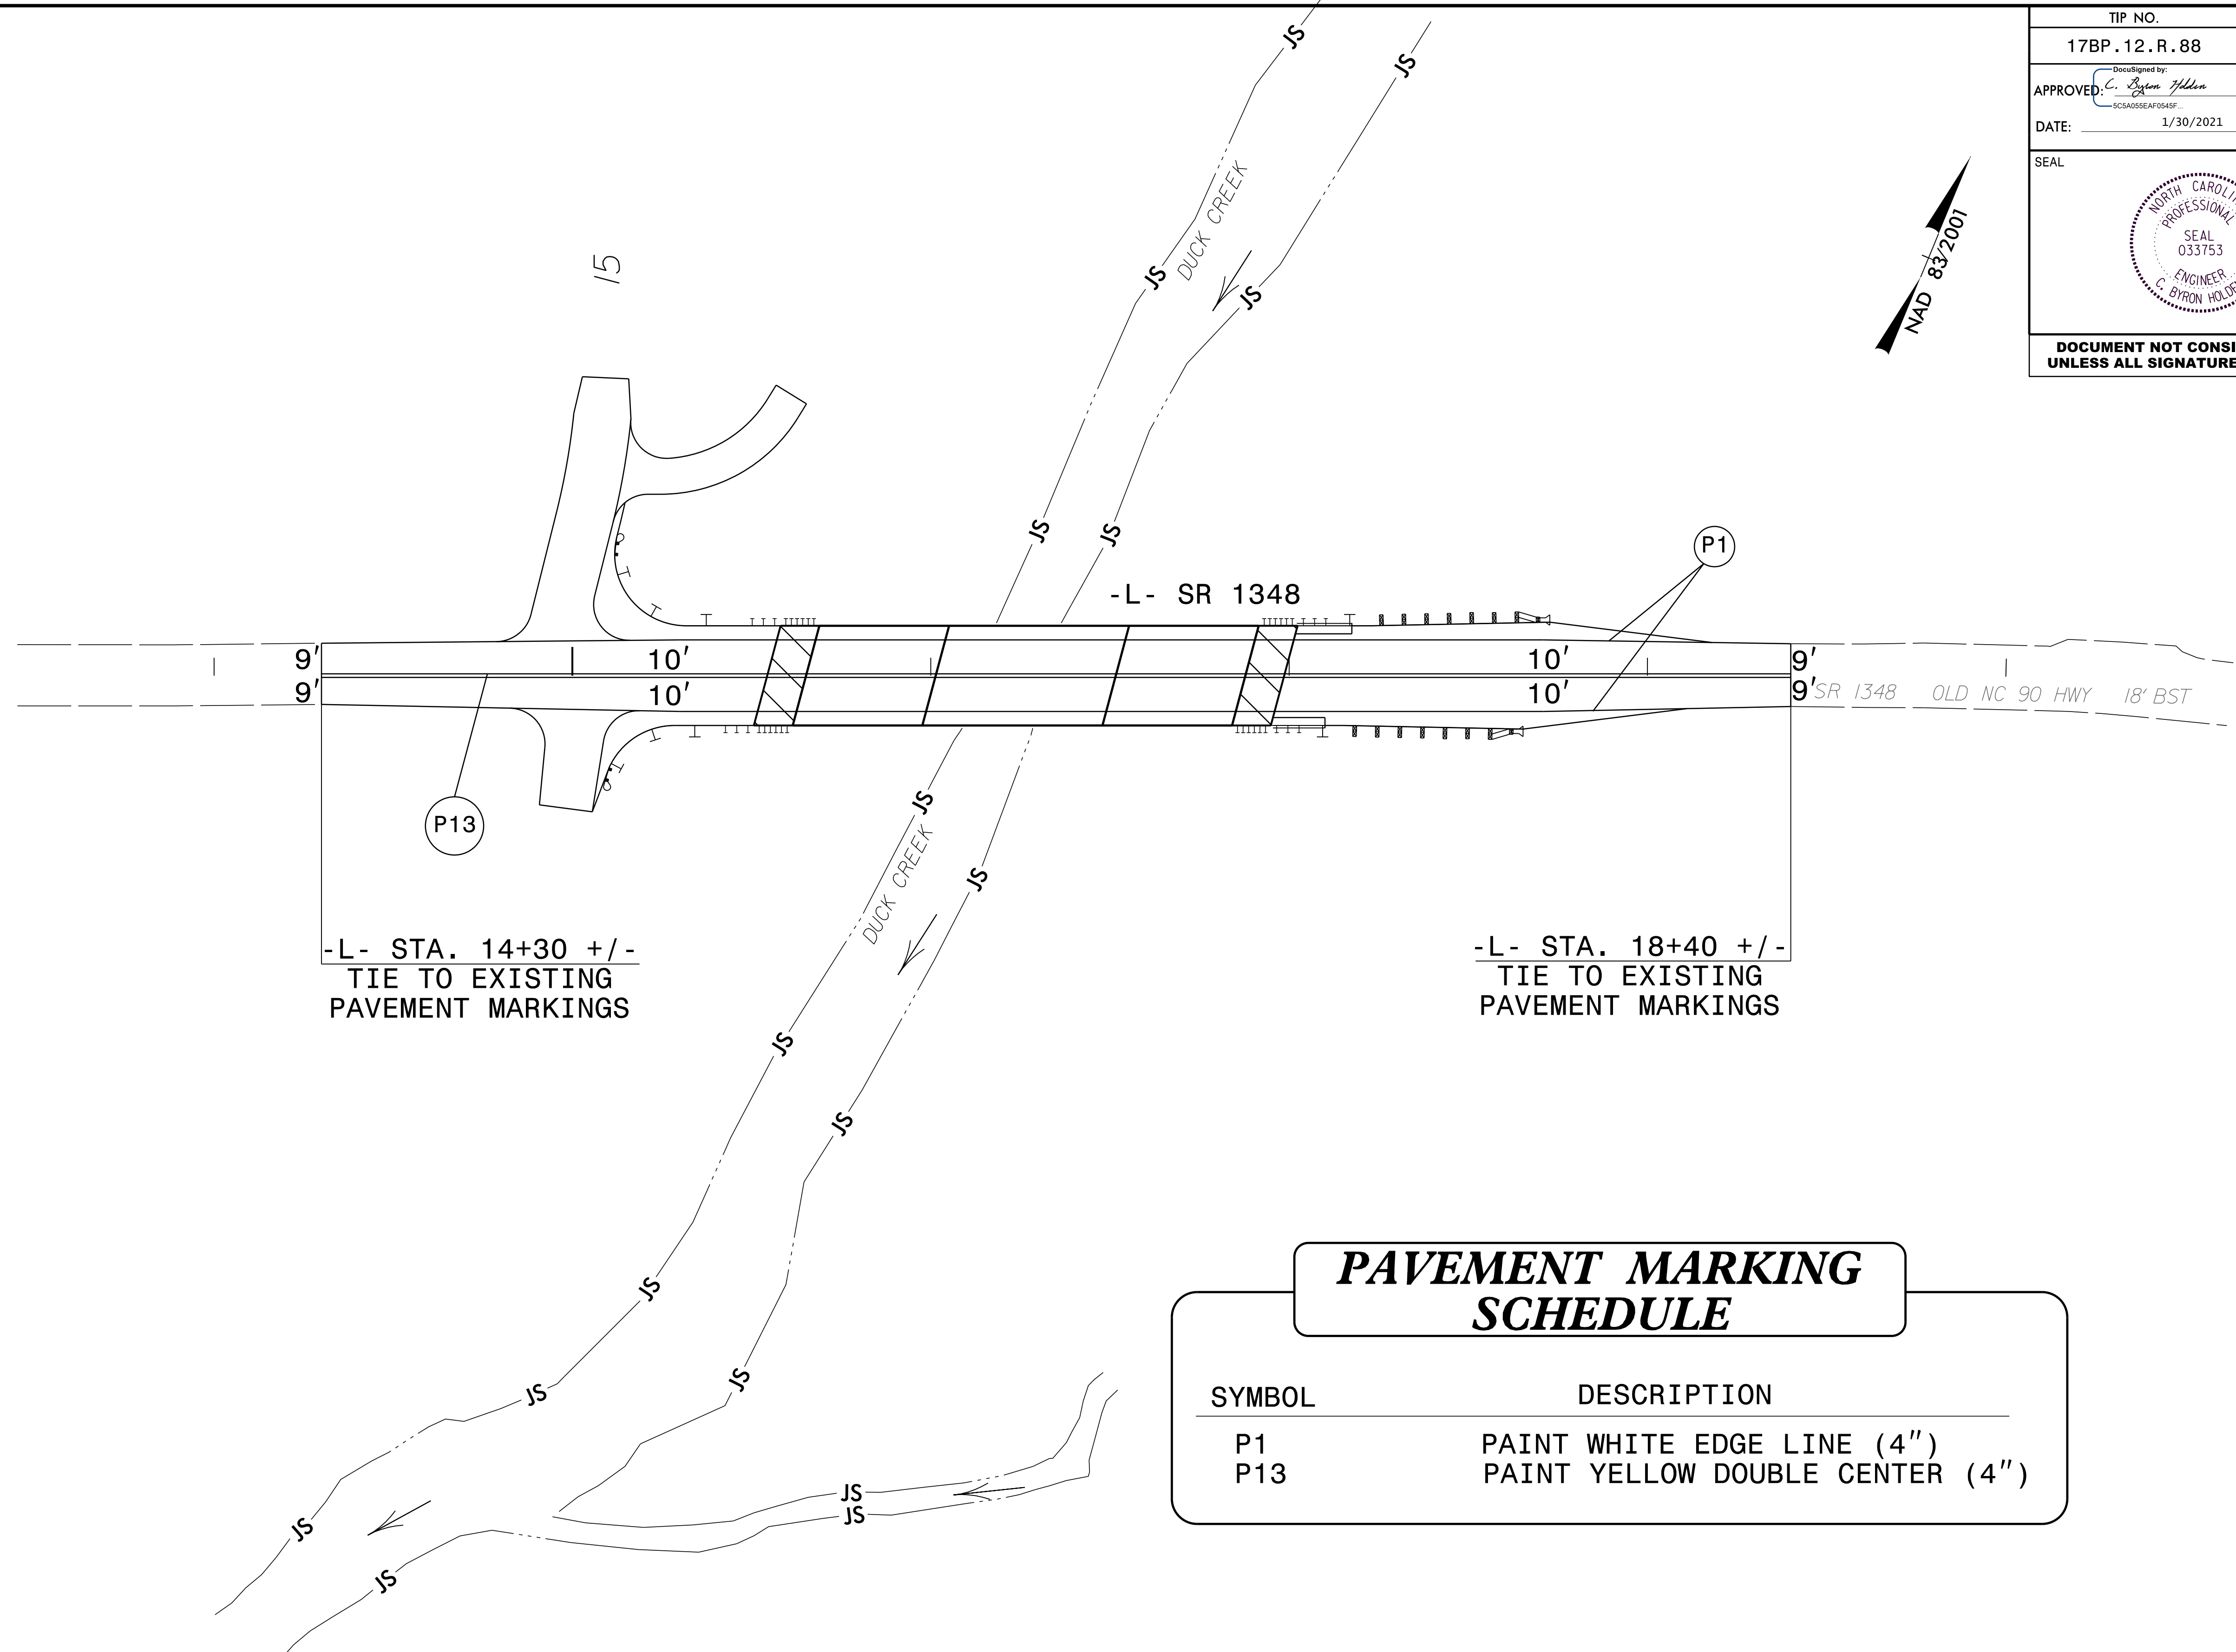 TIP NO.
17BP.12.R.88
DocuSigned by:
APPROVED: C. Byron Holden
5C5A055EAF0545F...
DATE: 1/30/2021
SEAL
NORTH
PROFESSIONAL
SEAL
033753
ENGINEER
C. BYRON
DOCUMENT NOT
UNLESS ALL
NAD 83/2001
JS
JS
DUCK CREEK
JS
JS
15
JS
JS
P1
-L- SR 1348
9' 10' 10' 9'
9' 10' 10' 9'
SR 1348 OLD NC 90 HWY 18' BST
P13
JS
DUCK CREEK
JS
-L- STA. 14+30 +/-
TIE TO EXISTING
PAVEMENT MARKINGS
-L- STA. 18+40 +/-
TIE TO EXISTING
PAVEMENT MARKINGS
JS
JS
JS
JS
JS
JS
JS
JS
JS
PAVEMENT MARKING
SCHEDULE
SYMBOL DESCRIPTION
P1 PAINT WHITE EDGE LINE (4")
P13 PAINT YELLOW DOUBLE CENTER (4")